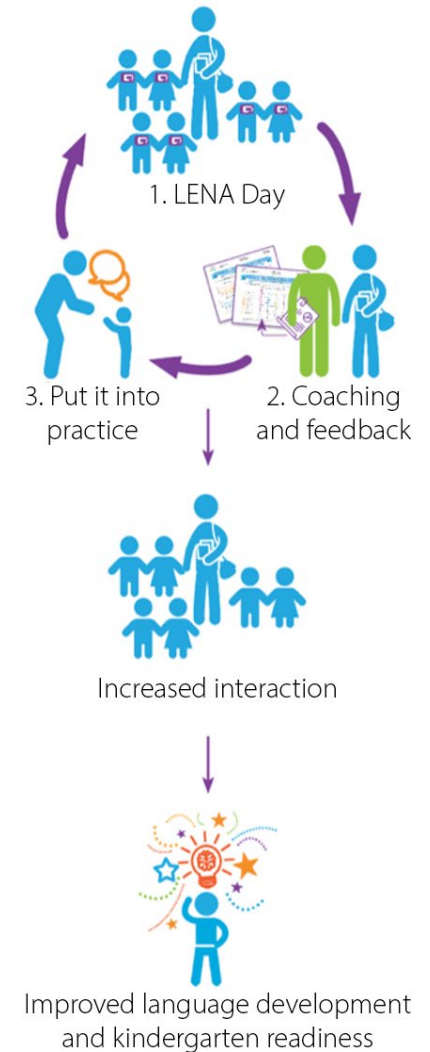 1. LENA Day
2. Coaching
and feedback
3. Put it into
practice
Increased interaction
Improved language development
and kindergarten readiness